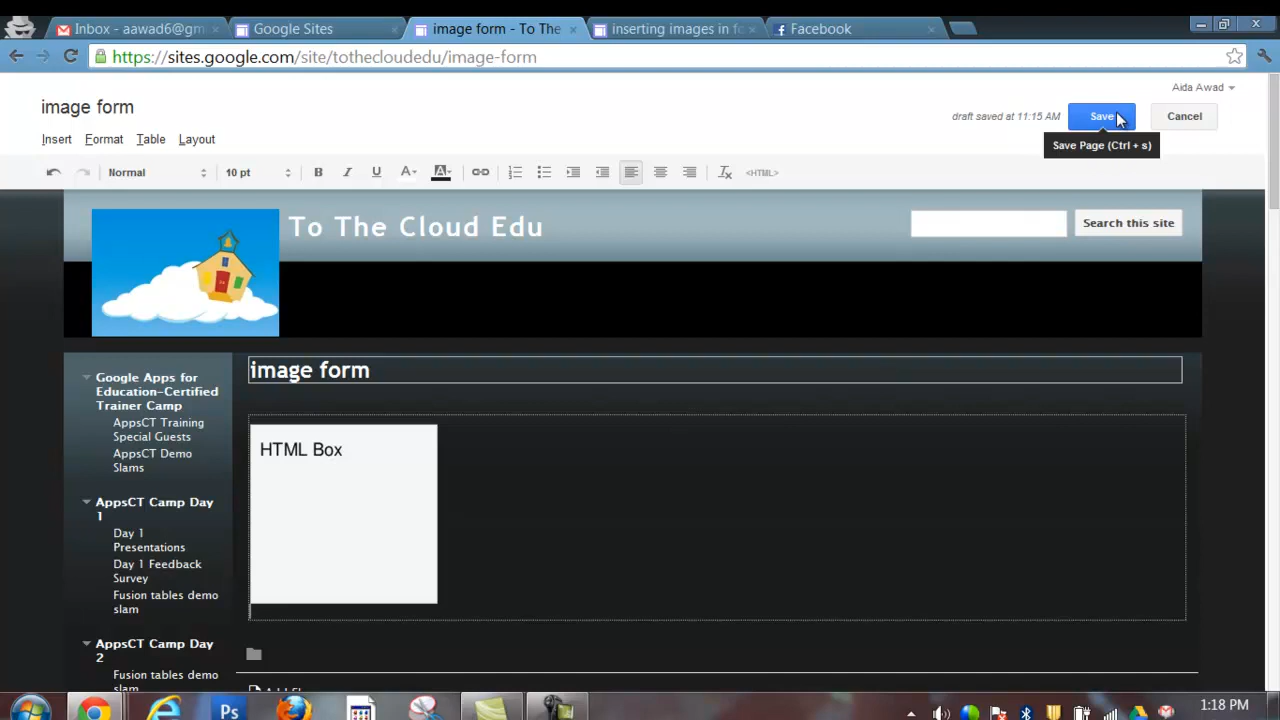 Inbox - aawad6@gm
Google Sites
image form - To The
inserting images in fo
Facebook
https://sites.google.com/site/tothecloudedu/image-form
Aida Awad
image form
draft saved at 11:15 AM
Save
Cancel
Insert
Format
Table
Layout
Save Page (Ctrl + s)
Normal
10 pt
B
I
U
A
A
<HTML>
To The Cloud Edu
Search this site
image form
Google Apps for
Education-Certified
Trainer Camp
AppsCT Training
Special Guests
AppsCT Demo
Slams
AppsCT Camp Day
1
Day 1
Presentations
Day 1 Feedback
Survey
Fusion tables demo
slam
AppsCT Camp Day
2
Fusion tables demo
slam
HTML Box
Ps
1:18 PM